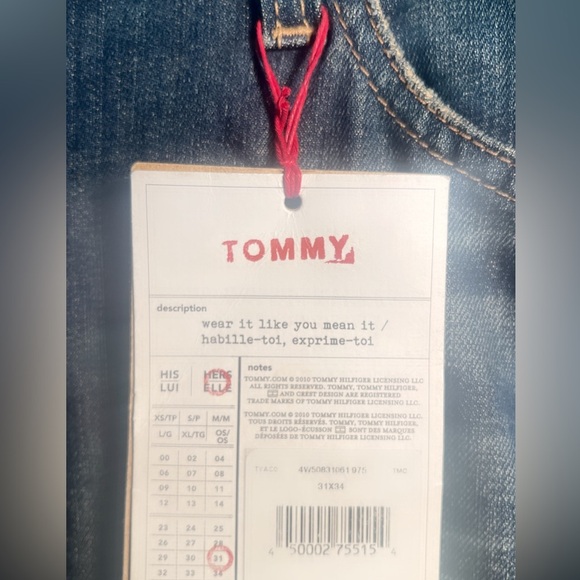 TOMMY
description
wear it like you mean it /
habille-toi, exprime-toi
HIS HERS
LUI ELLE
notes
TOMMY.COM © 2010 TOMMY HILFIGER LICENSING LLC
ALL RIGHTS RESERVED. TOMMY, TOMMY HILFIGER,
AND CREST DESIGN ARE REGISTERED
TRADE MARKS OF TOMMY HILFIGER LICENSING LLC
TOMMY.COM © 2010 TOMMY HILFIGER LICENSING LLC
TOUS DROITS RÉSERVÉS. TOMMY, TOMMY HILFIGER,
ET LE LOGO-ÉCUSSON SONT DES MARQUES
DÉPOSÉES DE TOMMY HILFIGER LICENSING LLC
XS/TP S/P M/M
L/G XL/TG OS/
OS
00 02 04
06 07 08
09 10 11
12 13 14
23 24 25
26 27 28
29 30 31
32 33 34
4W50831061 975
31X34
4 50002 75515 4